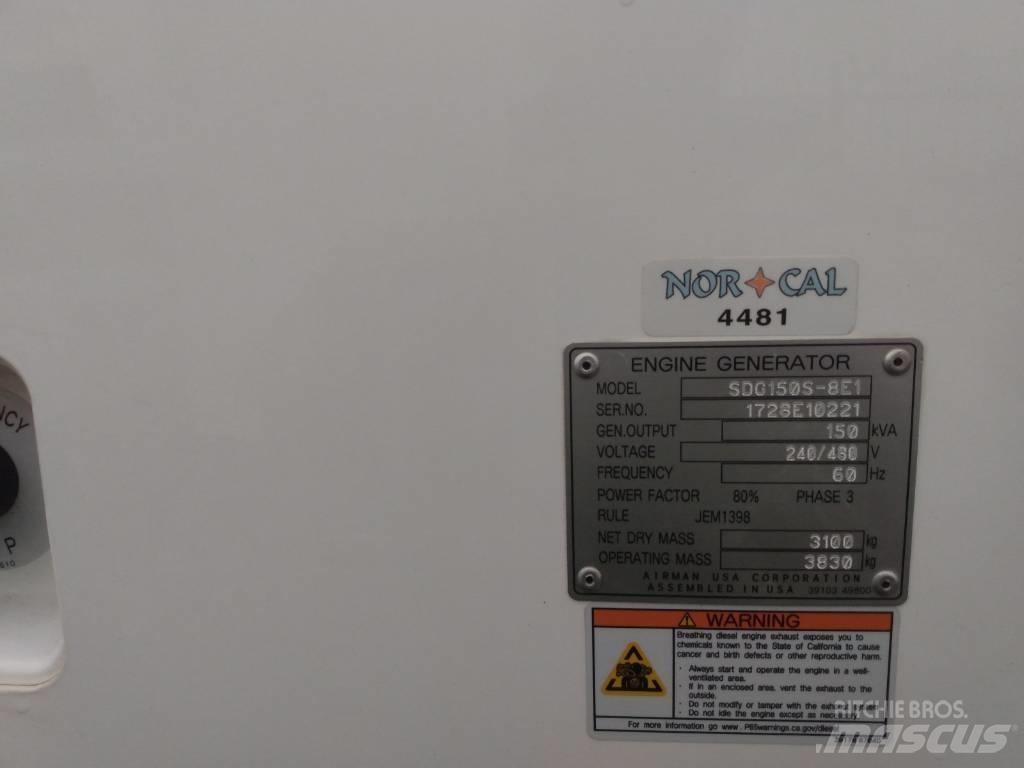 NOR CAL
4481
ENGINE GENERATOR
MODEL SDG150S-8E1
SER.NO. 1728E10221
GEN.OUTPUT 150 kVA
VOLTAGE 240/480 V
FREQUENCY 60 Hz
POWER FACTOR 80% PHASE 3
RULE JEM1398
NET DRY MASS 3100 kg
OPERATING MASS 3830 kg
AIRMAN USA CORPORATION
ASSEMBLED IN USA 39103 49800
NCY
P
610
WARNING
Breathing diesel engine exhaust exposes you to
chemicals known to the State of California to cause
cancer and birth defects or other reproductive harm.
· Always start and operate the engine in a well-
ventilated area.
· If in an enclosed area, vent the exhaust to the
outside.
· Do not modify or tamper with the exhaust
· Do not idle the engine except as necessary.
For more information go www.P65warnings.ca.gov/diesel
RITCHIE BROS.
MASCUS